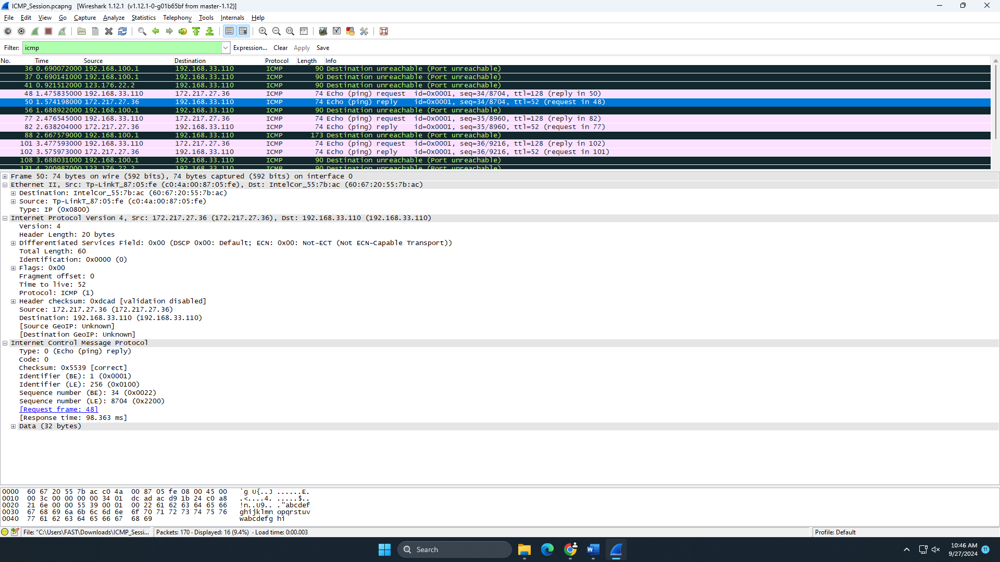 ICMP_Session.pcapng   [Wireshark 1.12.1  (v1.12.1-0-g01b65bf from master-1.12)]
File Edit View Go Capture Analyze Statistics Telephony Tools Internals Help
Filter: icmp Expression... Clear Apply Save
No. Time Source Destination Protocol Length Info
36 0.690072000 192.168.100.1 192.168.33.110 ICMP 90 Destination unreachable (Port unreachable)
37 0.690141000 192.168.100.1 192.168.33.110 ICMP 90 Destination unreachable (Port unreachable)
41 0.921512000 123.176.22.2 192.168.33.110 ICMP 90 Destination unreachable (Port unreachable)
48 1.475835000 192.168.33.110 172.217.27.36 ICMP 74 Echo (ping) request  id=0x0001, seq=34/8704, ttl=128 (reply in 50)
50 1.574198000 172.217.27.36 192.168.33.110 ICMP 74 Echo (ping) reply    id=0x0001, seq=34/8704, ttl=52 (request in 48)
56 1.688922000 192.168.100.1 192.168.33.110 ICMP 90 Destination unreachable (Port unreachable)
77 2.476545000 192.168.33.110 172.217.27.36 ICMP 74 Echo (ping) request  id=0x0001, seq=35/8960, ttl=128 (reply in 82)
82 2.638204000 172.217.27.36 192.168.33.110 ICMP 74 Echo (ping) reply    id=0x0001, seq=35/8960, ttl=52 (request in 77)
88 2.667579000 192.168.100.1 192.168.33.110 ICMP 173 Destination unreachable (Port unreachable)
101 3.477593000 192.168.33.110 172.217.27.36 ICMP 74 Echo (ping) request  id=0x0001, seq=36/9216, ttl=128 (reply in 102)
102 3.575973000 172.217.27.36 192.168.33.110 ICMP 74 Echo (ping) reply    id=0x0001, seq=36/9216, ttl=52 (request in 101)
108 3.688031000 192.168.100.1 192.168.33.110 ICMP 90 Destination unreachable (Port unreachable)
131 4.200987000 123.176.22.2 192.168.33.110 ICMP 90 Destination unreachable (Port unreachable)
Frame 50: 74 bytes on wire (592 bits), 74 bytes captured (592 bits) on interface 0
Ethernet II, Src: Tp-LinkT_87:05:fe (c0:4a:00:87:05:fe), Dst: IntelCor_55:7b:ac (60:67:20:55:7b:ac)
Destination: IntelCor_55:7b:ac (60:67:20:55:7b:ac)
Source: Tp-LinkT_87:05:fe (c0:4a:00:87:05:fe)
Type: IP (0x0800)
Internet Protocol Version 4, Src: 172.217.27.36 (172.217.27.36), Dst: 192.168.33.110 (192.168.33.110)
Version: 4
Header Length: 20 bytes
Differentiated Services Field: 0x00 (DSCP 0x00: Default; ECN: 0x00: Not-ECT (Not ECN-Capable Transport))
Total Length: 60
Identification: 0x0000 (0)
Flags: 0x00
Fragment offset: 0
Time to live: 52
Protocol: ICMP (1)
Header checksum: 0xdcad [validation disabled]
Source: 172.217.27.36 (172.217.27.36)
Destination: 192.168.33.110 (192.168.33.110)
[Source GeoIP: Unknown]
[Destination GeoIP: Unknown]
Internet Control Message Protocol
Type: 0 (Echo (ping) reply)
Code: 0
Checksum: 0x5539 [correct]
Identifier (BE): 1 (0x0001)
Identifier (LE): 256 (0x0100)
Sequence number (BE): 34 (0x0022)
Sequence number (LE): 8704 (0x2200)
[Request frame: 48]
[Response time: 98.363 ms]
Data (32 bytes)
0000  60 67 20 55 7b ac c0 4a  00 87 05 fe 08 00 45 00   `g U{..J ......E.
0010  00 3c 00 00 00 00 34 01  dc ad ac d9 1b 24 c0 a8   .<....4. .....$..
0020  21 6e 00 00 55 39 00 01  00 22 61 62 63 64 65 66   !n..U9.. ."abcdef
0030  67 68 69 6a 6b 6c 6d 6e  6f 70 71 72 73 74 75 76   ghijklmn opqrstuv
0040  77 61 62 63 64 65 66 67  68 69   wabcdefg hi
File: "C:\Users\FAST\Downloads\ICMP_Sessi... Packets: 170 · Displayed: 16 (9.4%)  · Load time: 0:00.003 Profile: Default
Search 10:46 AM
9/27/2024 11